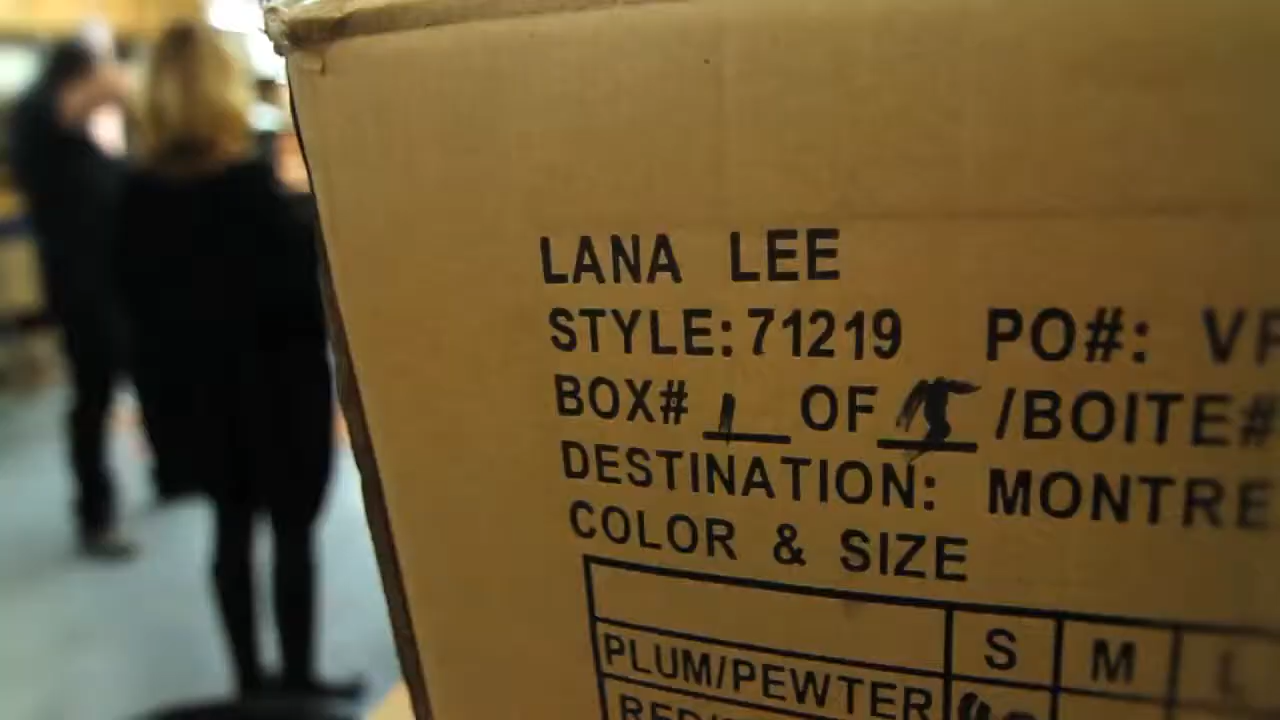 LANA LEE
STYLE: 71219 PO#:
BOX# 1 OF /BOITE#
DESTINATION: MONTRE
COLOR & SIZE
S M L
PLUM/PEWTER